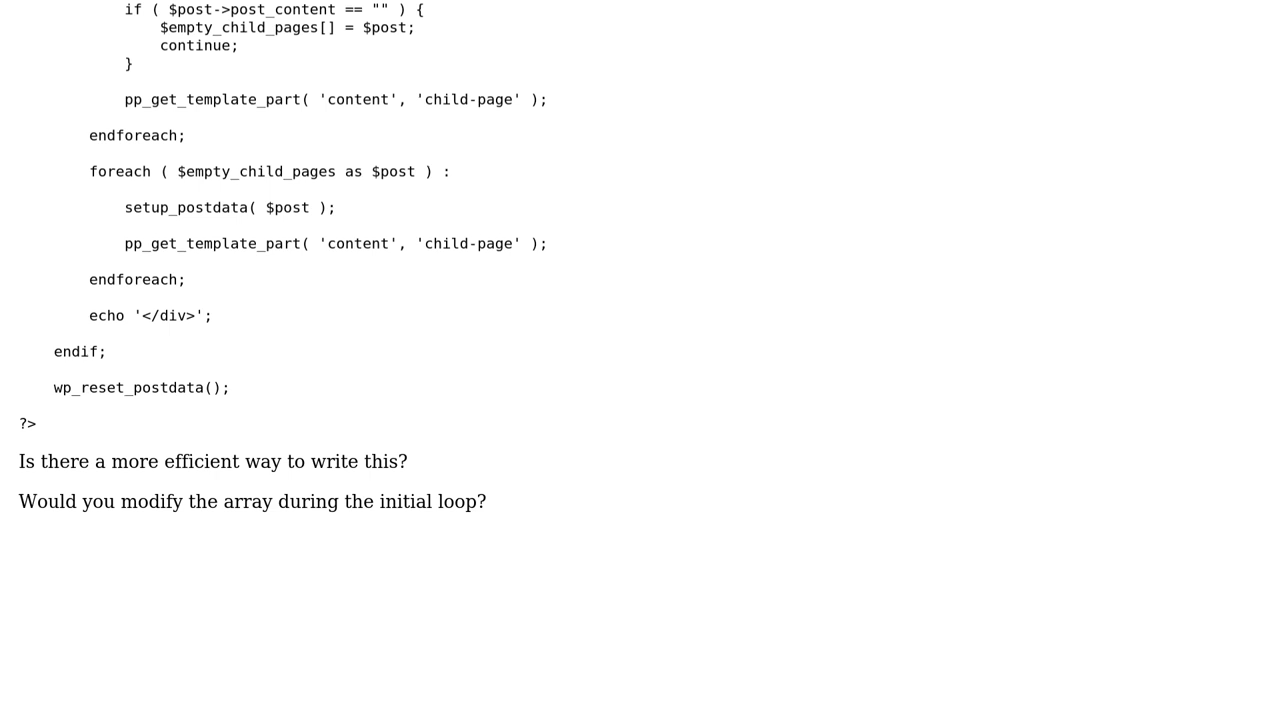 if ( $post->post_content == "" ) {
                $empty_child_pages[] = $post;
                continue;
            }

            pp_get_template_part( 'content', 'child-page' );

        endforeach;

        foreach ( $empty_child_pages as $post ) :

            setup_postdata( $post );

            pp_get_template_part( 'content', 'child-page' );

        endforeach;

        echo '</div>';

    endif;

    wp_reset_postdata();

?>
Is there a more efficient way to write this?
Would you modify the array during the initial loop?